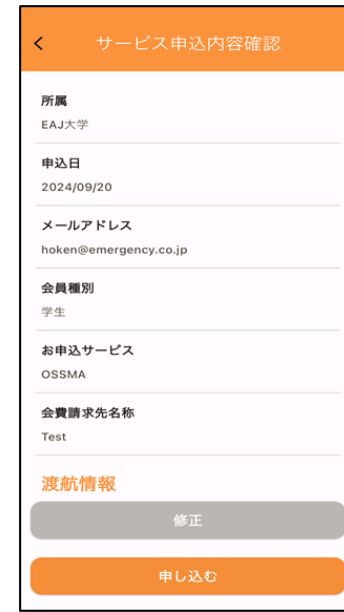 サービス申込内容確認
所属
EAJ大学
申込日
2024/09/20
メールアドレス
hoken@emergency.co.jp
会員種別
学生
お申込サービス
OSSMA
会費請求先名称
Test
渡航情報
修正
申し込む